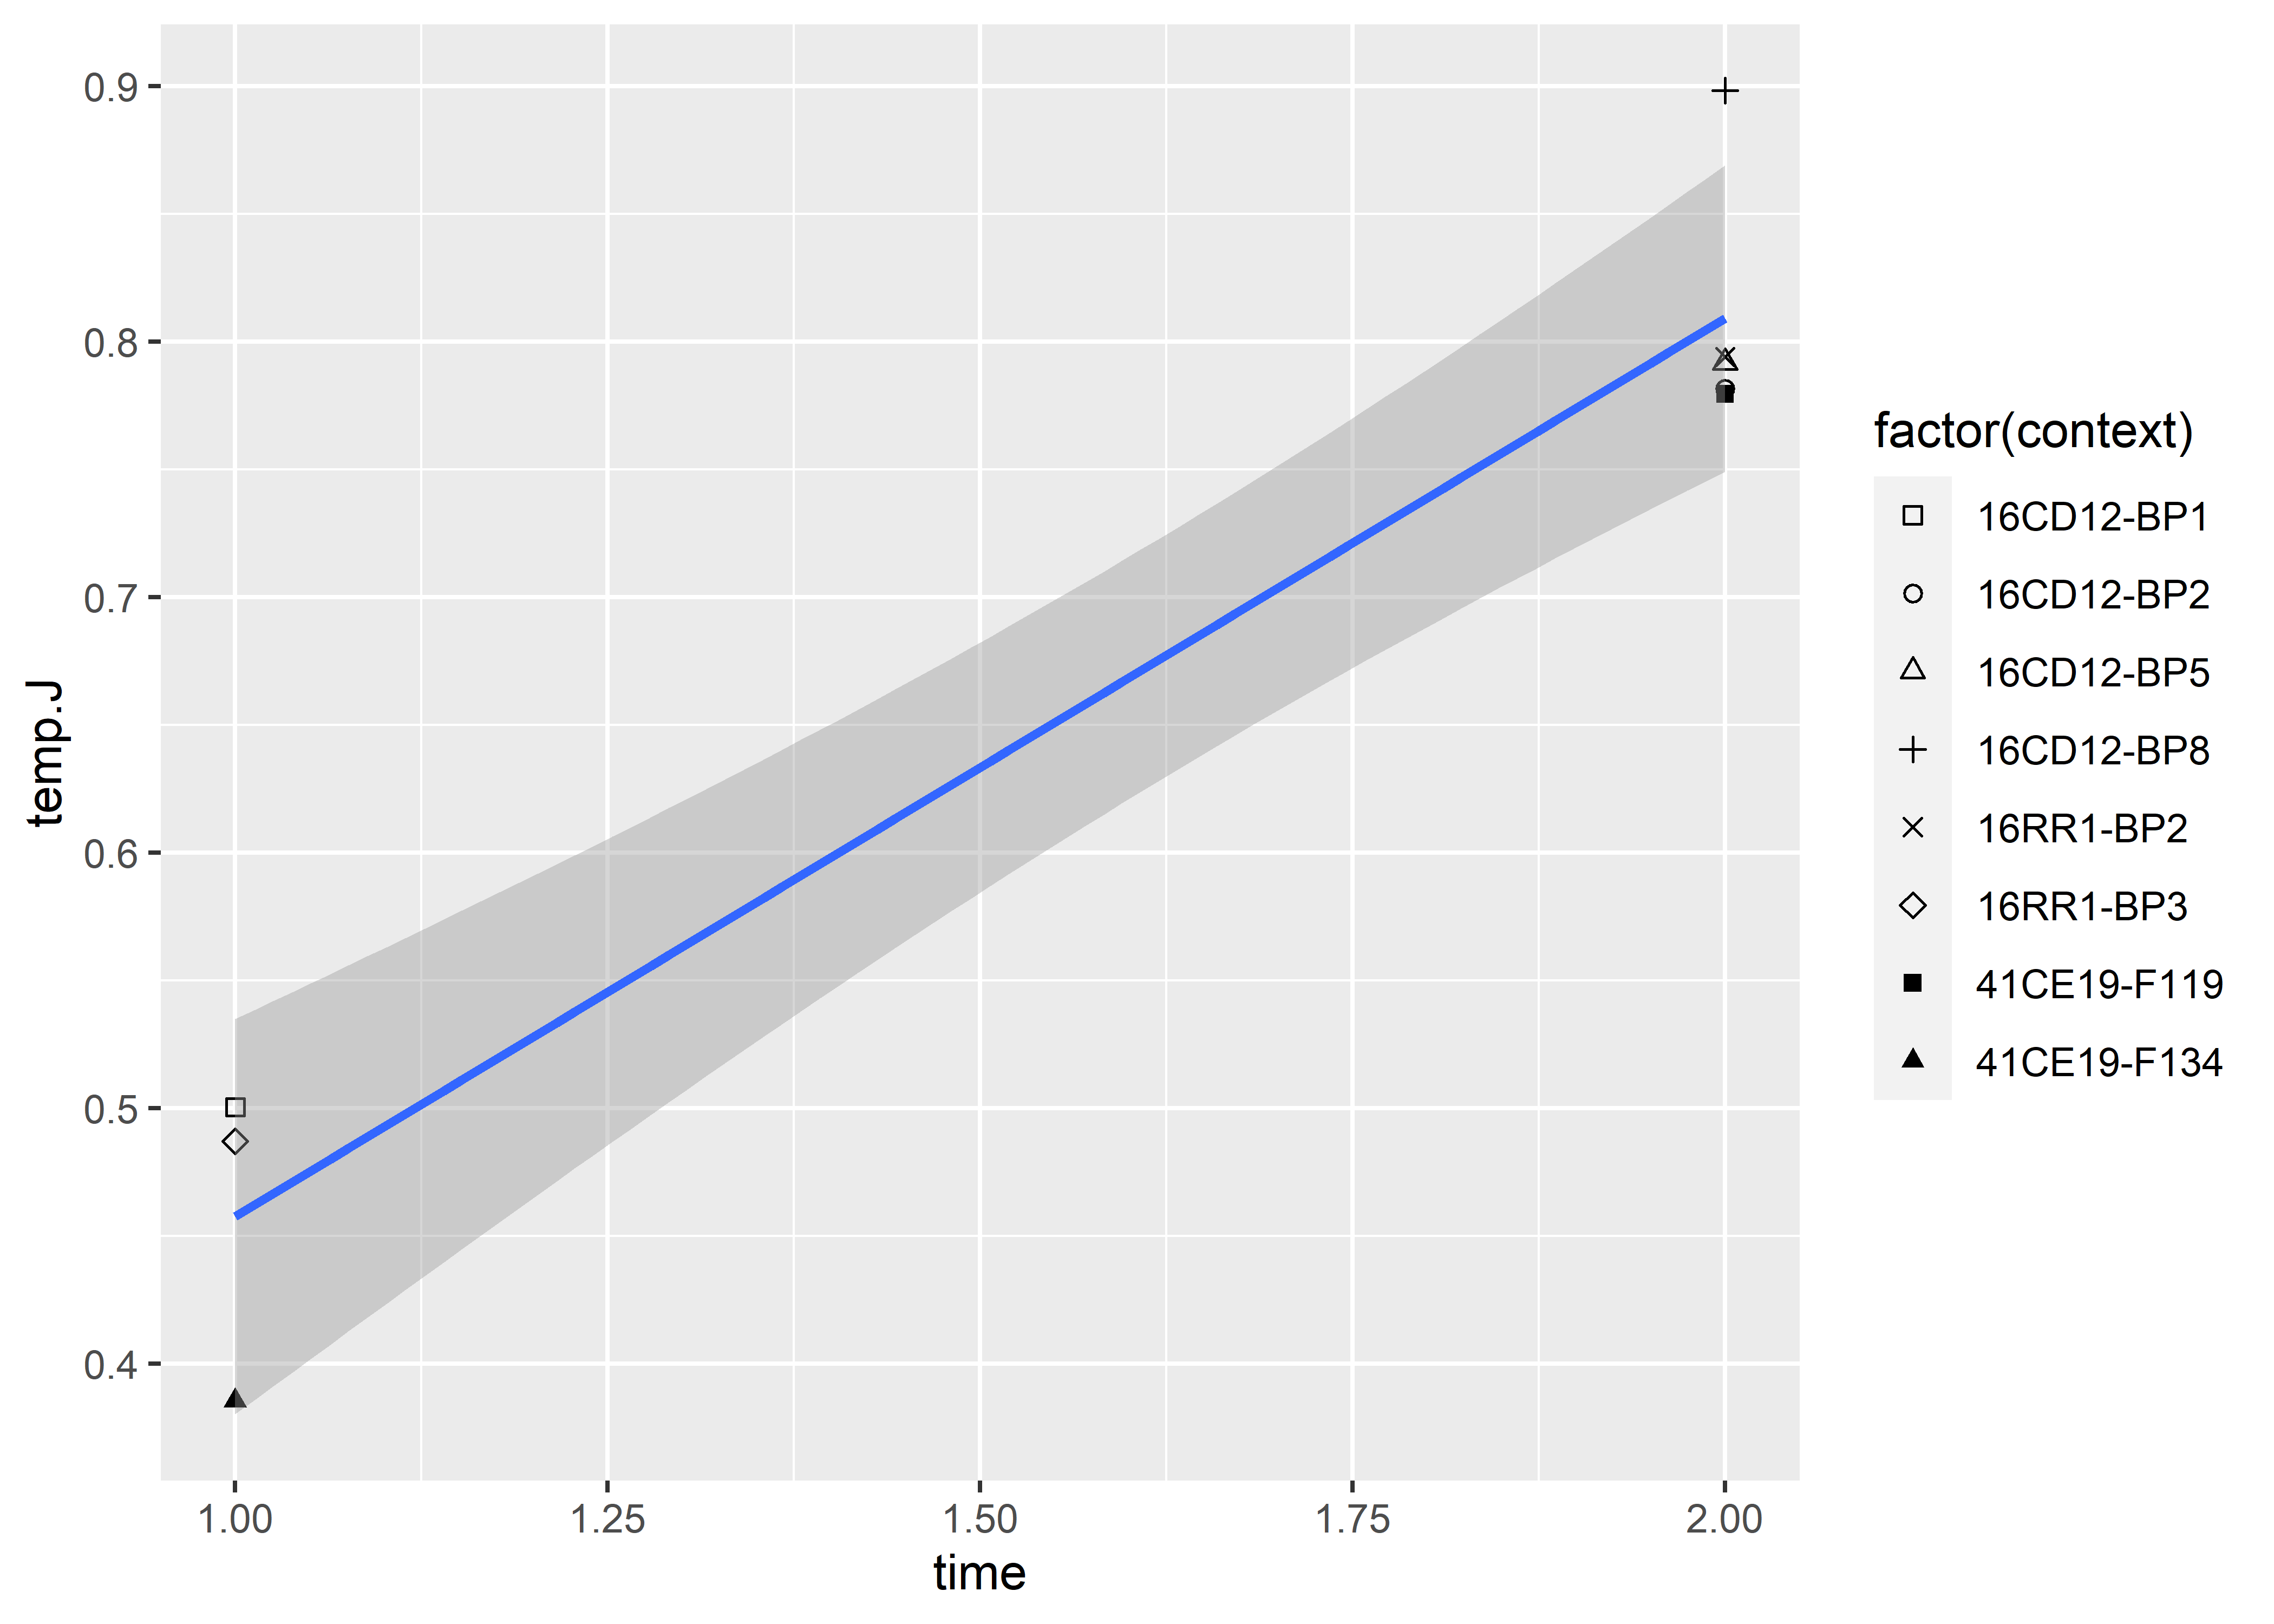 0.9
0.8
0.7
0.6
0.5
0.4
temp.J
1.00 1.25 1.50 1.75 2.00
time
factor(context)
16CD12-BP1
16CD12-BP2
16CD12-BP5
16CD12-BP8
16RR1-BP2
16RR1-BP3
41CE19-F119
41CE19-F134